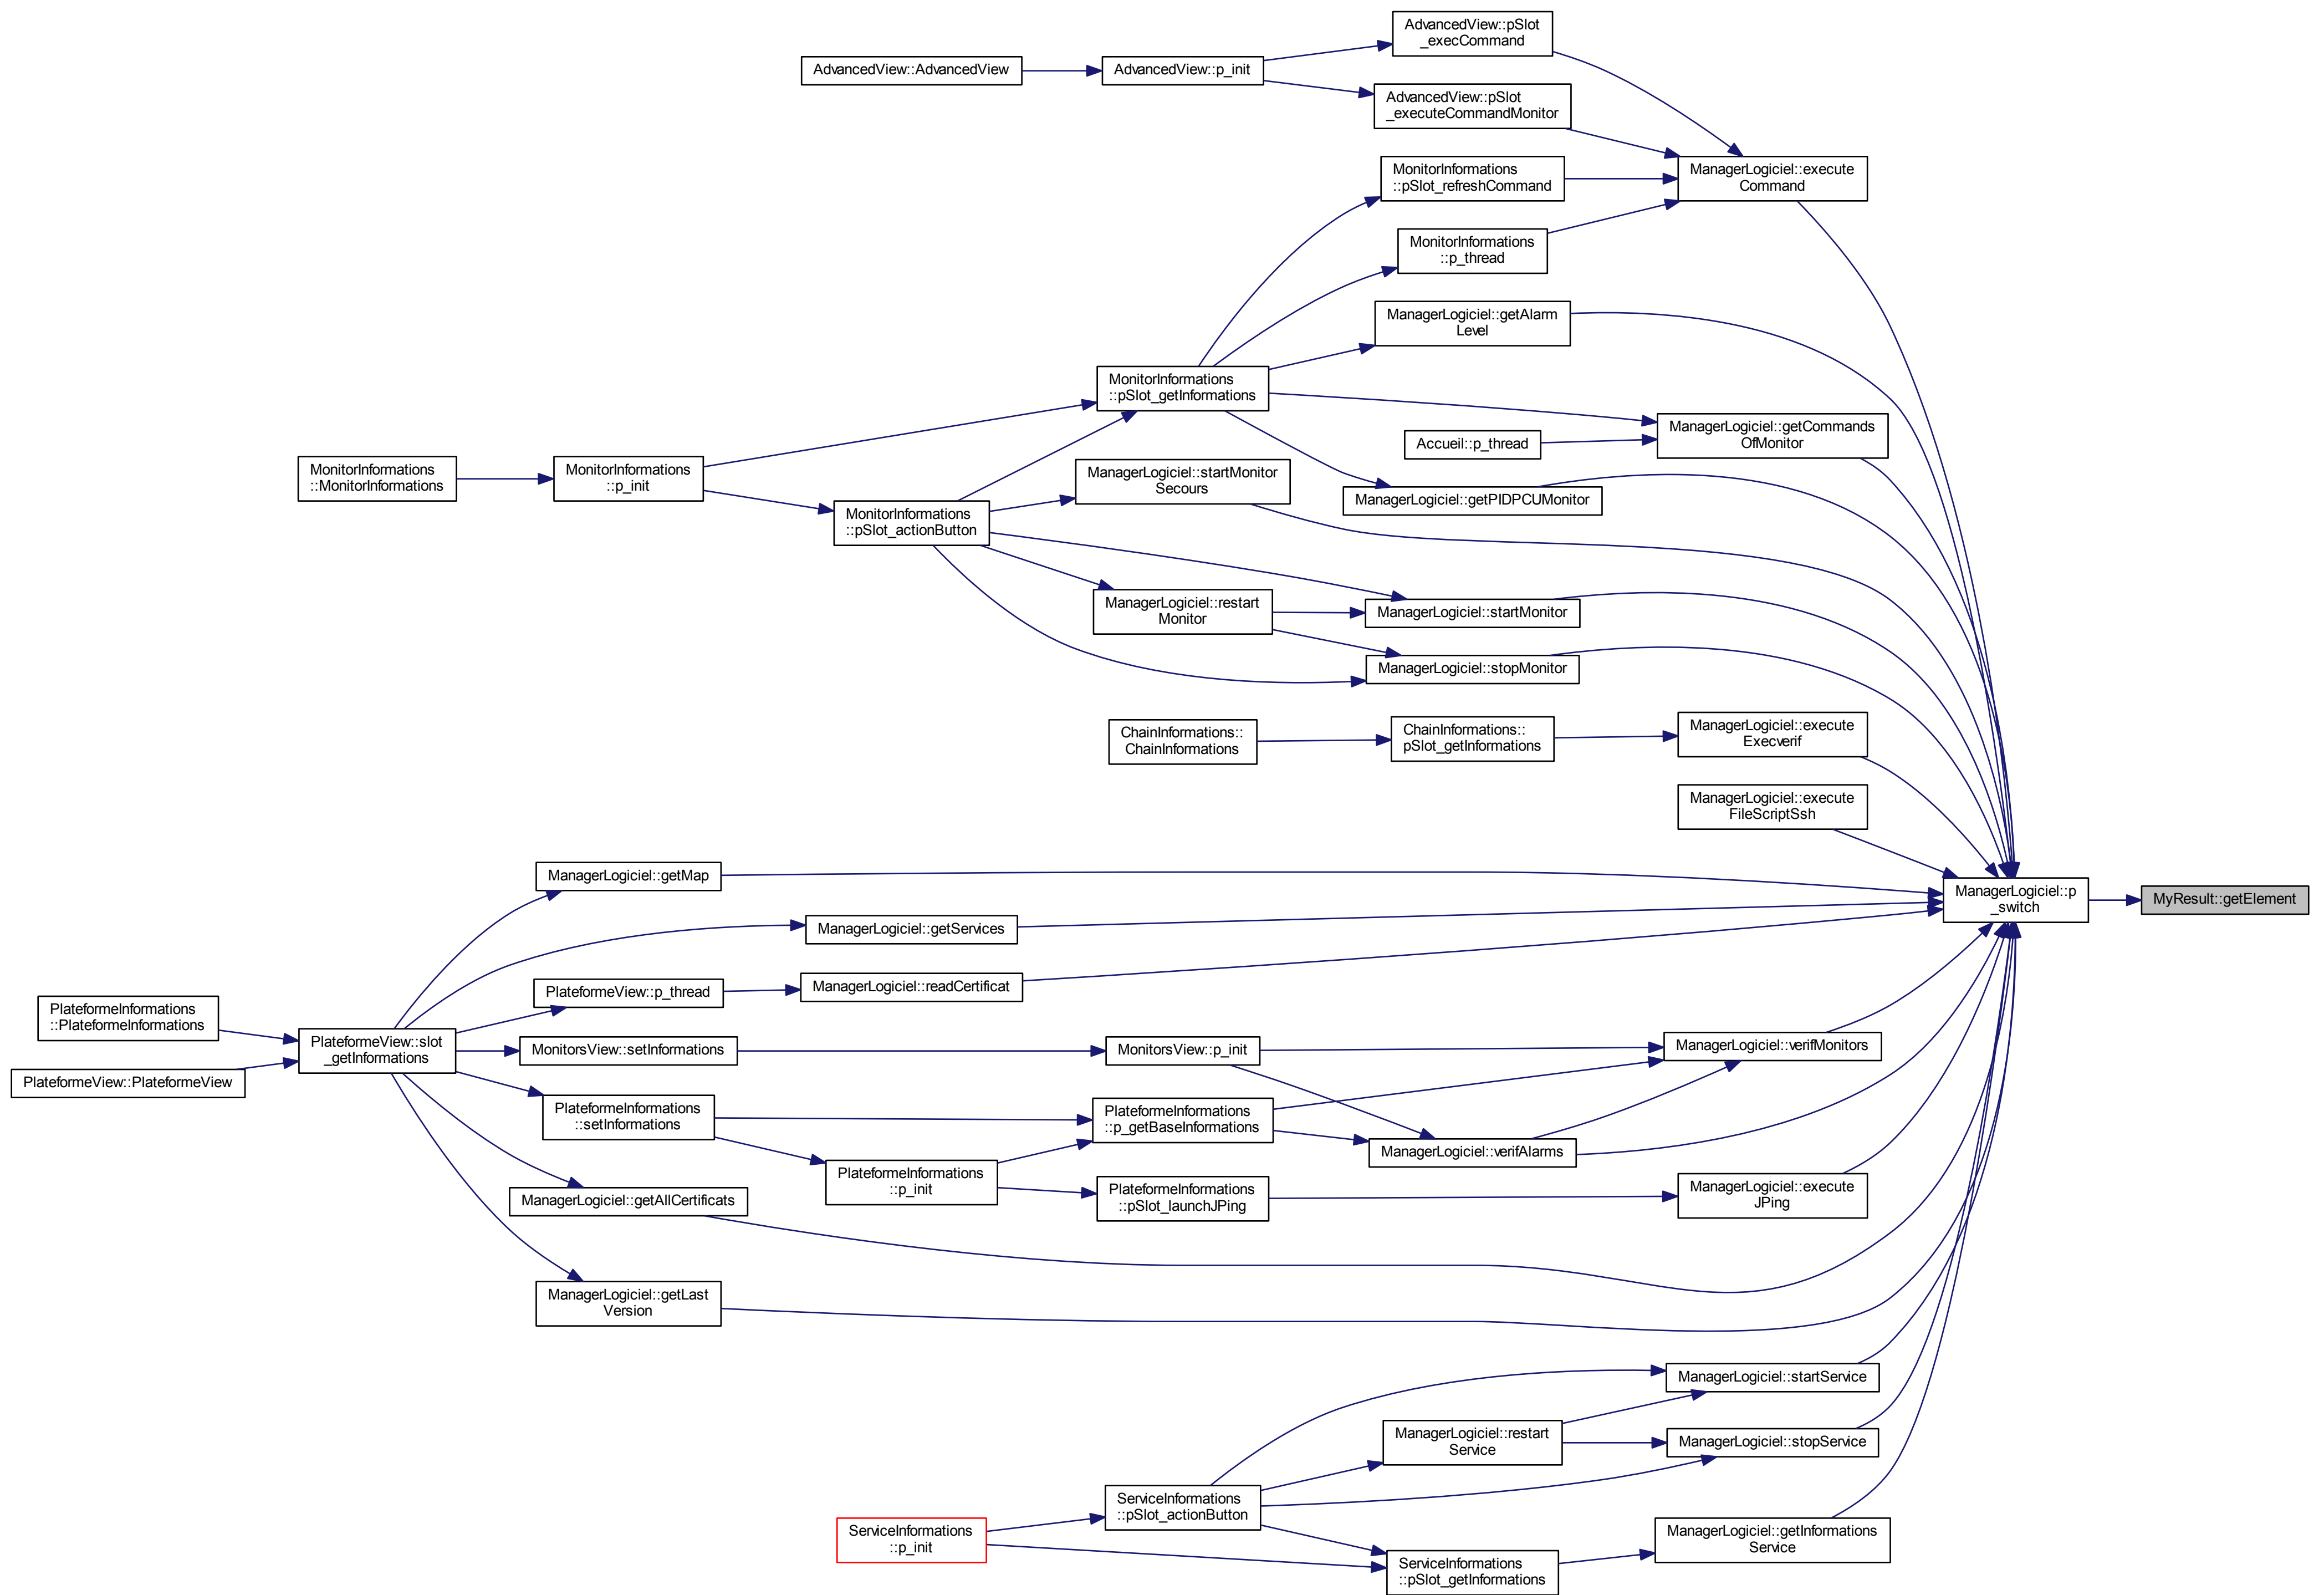 AdvancedView::pSlot
_execCommand
AdvancedView::AdvancedView
AdvancedView::p_init
AdvancedView::pSlot
_executeCommandMonitor
MonitorInformations
::pSlot_refreshCommand
ManagerLogiciel::execute
Command
MonitorInformations
::p_thread
ManagerLogiciel::getAlarm
Level
MonitorInformations
::pSlot_getInformations
ManagerLogiciel::getCommands
OfMonitor
Accueil::p_thread
MonitorInformations
::MonitorInformations
MonitorInformations
::p_init
ManagerLogiciel::startMonitor
Secours
ManagerLogiciel::getPIDPCUMonitor
MonitorInformations
::pSlot_actionButton
ManagerLogiciel::restart
Monitor
ManagerLogiciel::startMonitor
ManagerLogiciel::stopMonitor
ChainInformations::
ChainInformations
ChainInformations::
pSlot_getInformations
ManagerLogiciel::execute
Execverif
ManagerLogiciel::execute
FileScriptSsh
ManagerLogiciel::getMap
ManagerLogiciel::p
_switch
MyResult::getElement
ManagerLogiciel::getServices
PlateformeView::p_thread
ManagerLogiciel::readCertificat
PlateformeInformations
::PlateformeInformations
PlateformeView::slot
_getInformations
MonitorsView::setInformations
MonitorsView::p_init
ManagerLogiciel::verifMonitors
PlateformeView::PlateformeView
PlateformeInformations
::setInformations
PlateformeInformations
::p_getBaseInformations
ManagerLogiciel::verifAlarms
PlateformeInformations
::p_init
ManagerLogiciel::getAllCertificats
PlateformeInformations
::pSlot_launchJPing
ManagerLogiciel::execute
JPing
ManagerLogiciel::getLast
Version
ManagerLogiciel::startService
ManagerLogiciel::restart
Service
ManagerLogiciel::stopService
ServiceInformations
::pSlot_actionButton
ServiceInformations
::p_init
ManagerLogiciel::getInformations
Service
ServiceInformations
::pSlot_getInformations